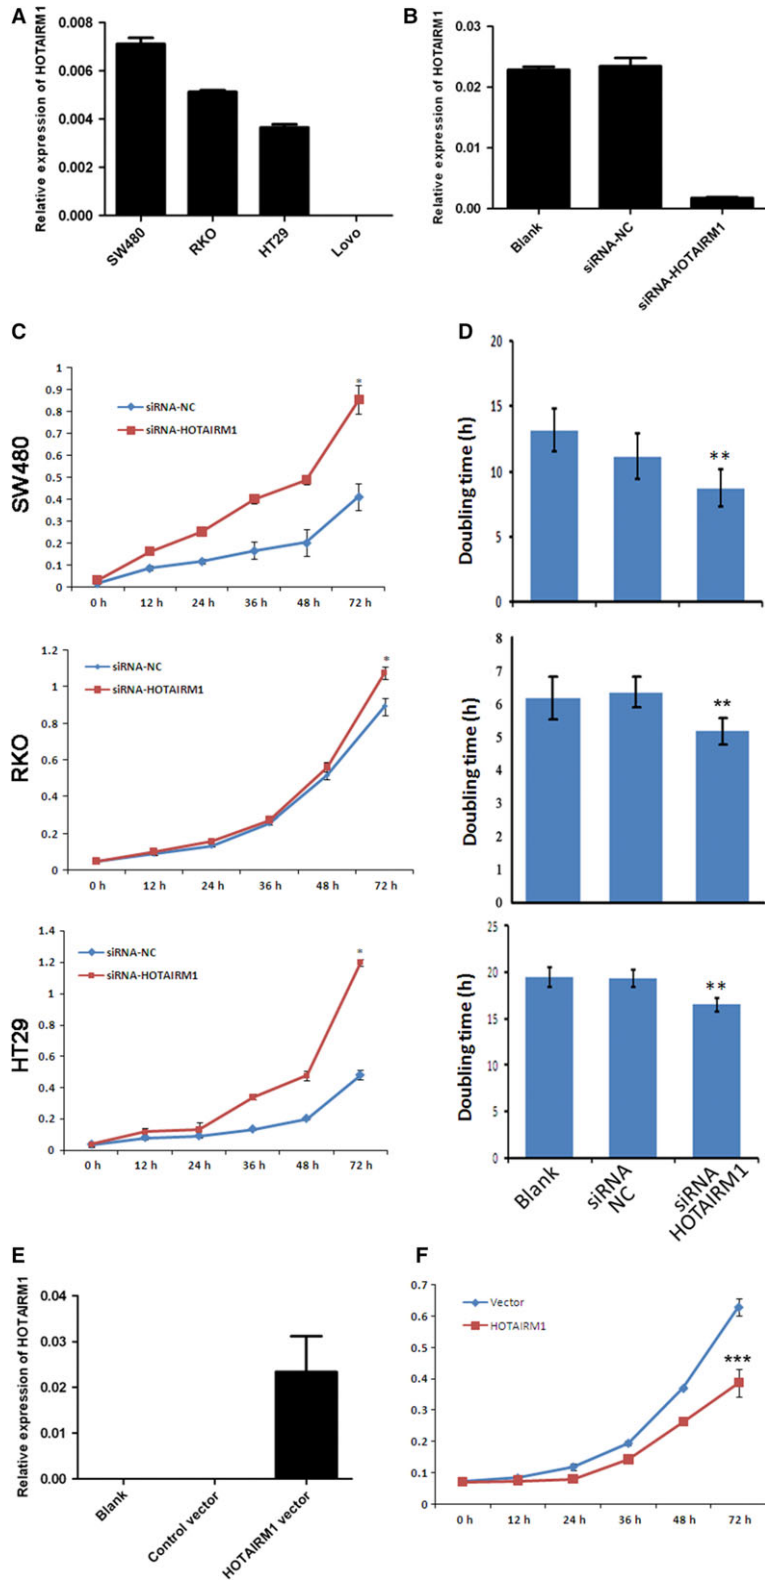 A
Relative expression of HOTAIRM1
0.008
0.006
0.004
0.002
0.000
SW480
RKO
HT29
Lovo
B
Relative expression of HOTAIRM1
0.03
0.02
0.01
0.00
Blank
siRNA-NC
siRNA-HOTAIRM1
C
SW480
1
0.9
0.8
0.7
0.6
0.5
0.4
0.3
0.2
0.1
0
siRNA-NC
siRNA-HOTAIRM1
*
0 h
12 h
24 h
36 h
48 h
72 h
RKO
1.2
1
0.8
0.6
0.4
0.2
0
siRNA-NC
siRNA-HOTAIRM1
*
0 h
12 h
24 h
36 h
48 h
72 h
HT29
1.4
1.2
1
0.8
0.6
0.4
0.2
0
siRNA-NC
siRNA-HOTAIRM1
*
0 h
12 h
24 h
36 h
48 h
72 h
D
Doubling time (h)
20
15
10
5
0
**
Doubling time (h)
8
7
6
5
4
3
2
1
0
**
Doubling time (h)
25
20
15
10
5
0
**
Blank
siRNA
NC
siRNA
HOTAIRM1
E
Relative expression of HOTAIRM1
0.04
0.03
0.02
0.01
0.00
Blank
Control vector
HOTAIRM1 vector
F
0.7
0.6
0.5
0.4
0.3
0.2
0.1
0
Vector
HOTAIRM1
***
0 h
12 h
24 h
36 h
48 h
72 h